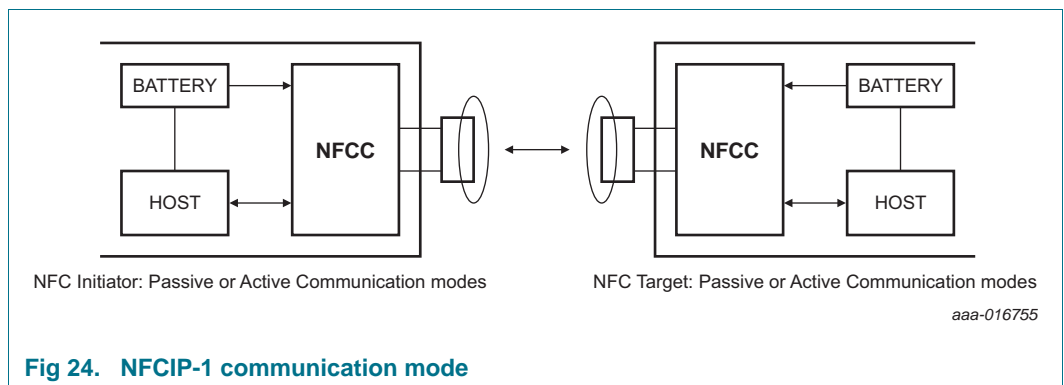 BATTERY
NFCC
HOST
BATTERY
NFCC
HOST
NFC Initiator: Passive or Active Communication modes
NFC Target: Passive or Active Communication modes
aaa-016755
Fig 24. NFCIP-1 communication mode